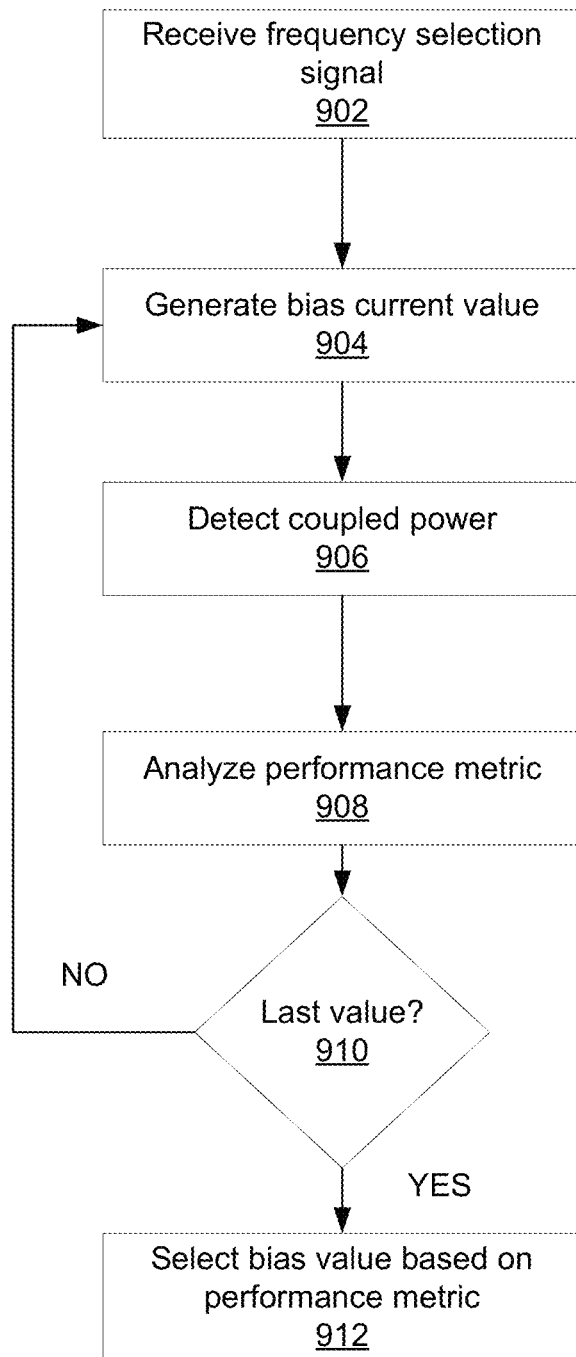 Receive frequency selection
signal
902
Generate bias current value
904
Detect coupled power
906
Analyze performance metric
908
NO
Last value?
910
YES
Select bias value based on
performance metric
912